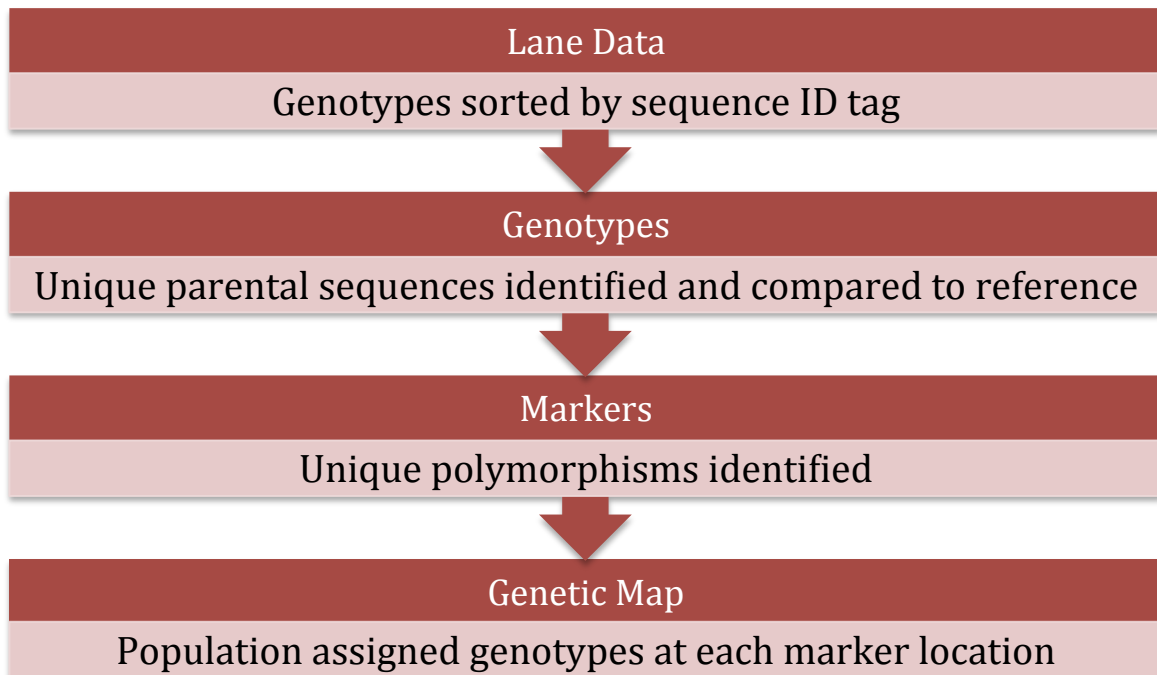 Lane Data
Genotypes sorted by sequence ID tag
Genotypes
Unique parental sequences identified and compared to reference
Markers
Unique polymorphisms identified
Genetic Map
Population assigned genotypes at each marker location